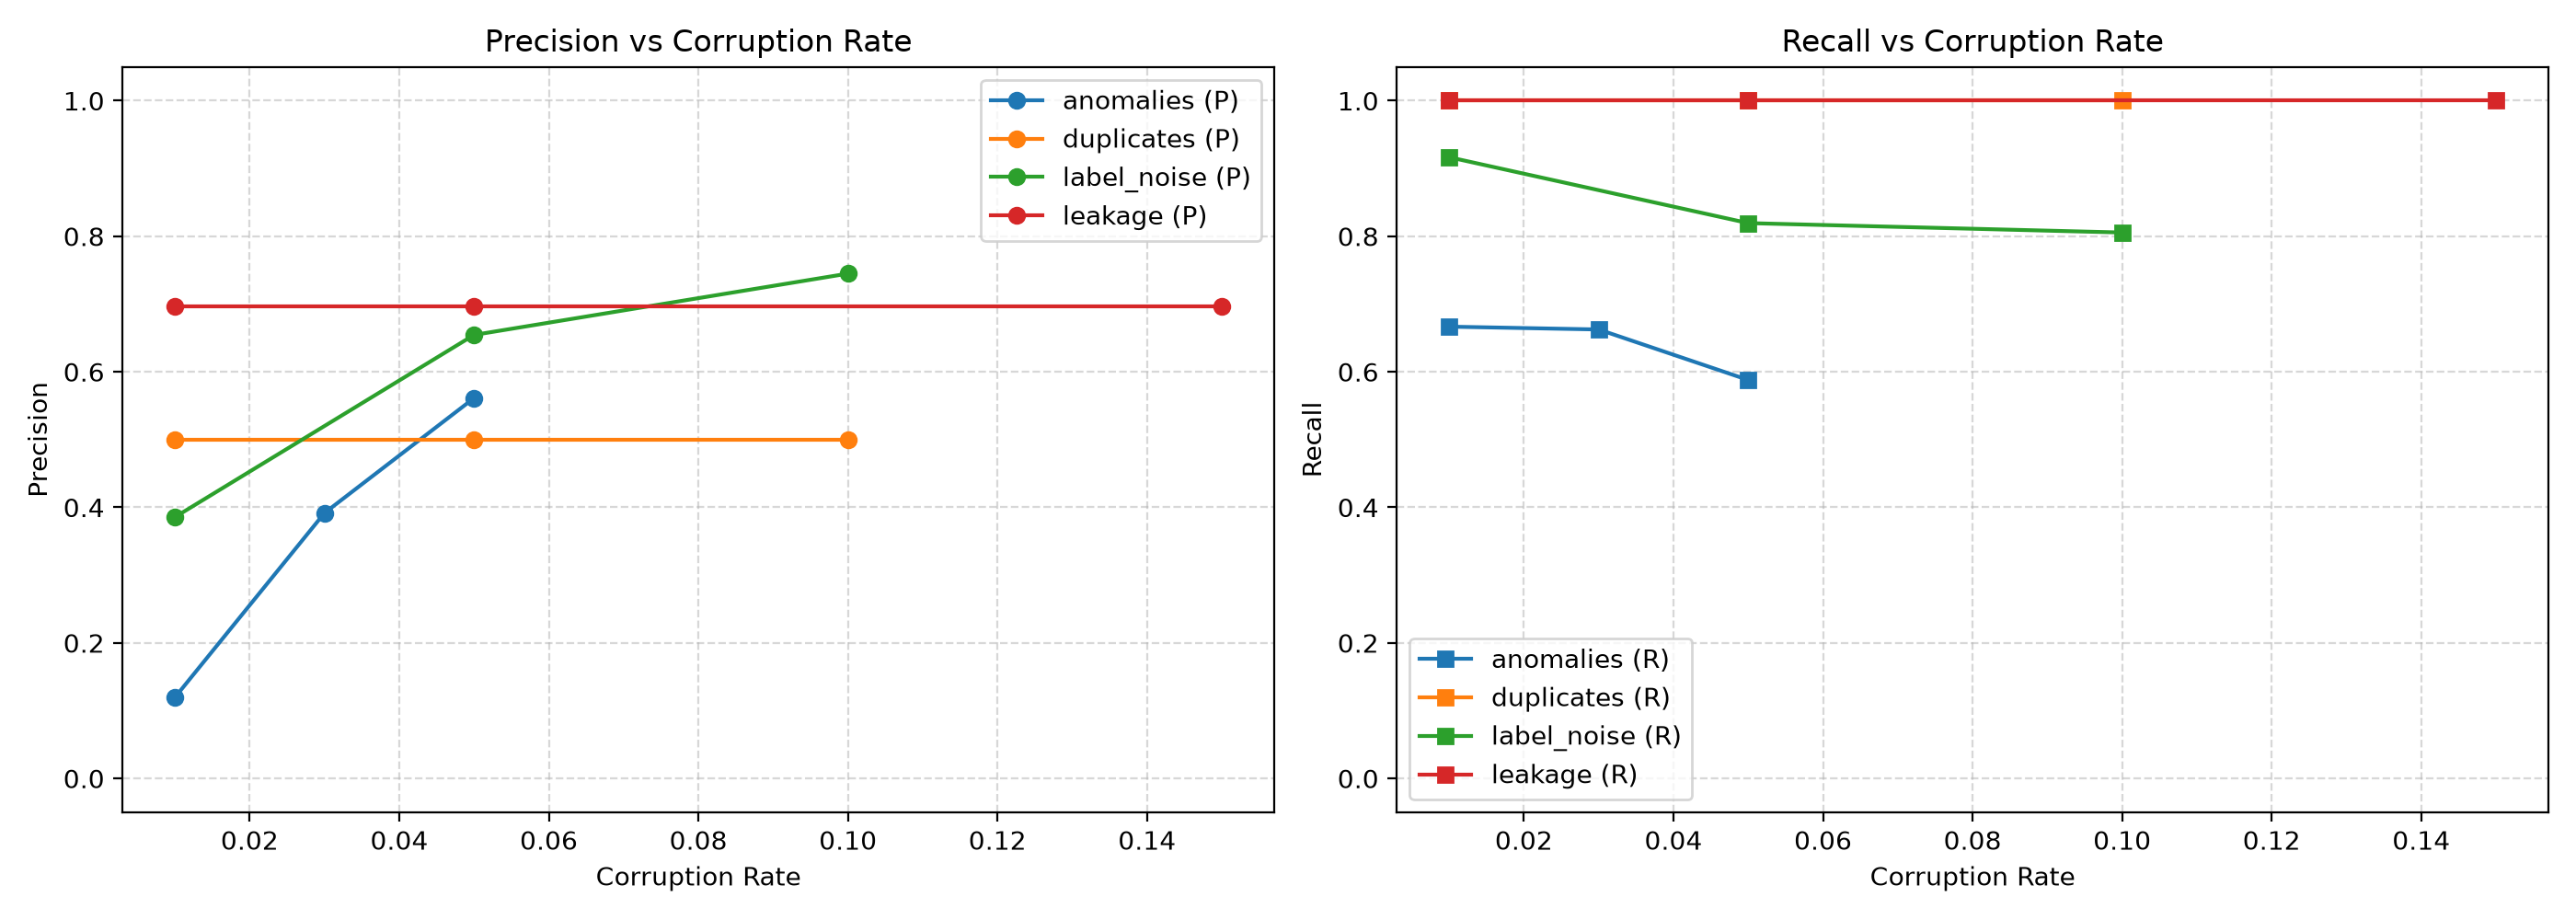 Precision vs Corruption Rate
1.0
0.8
0.6
0.4
0.2
0.0
Precision
anomalies (P)
duplicates (P)
label_noise (P)
leakage (P)
0.02 0.04 0.06 0.08 0.10 0.12 0.14
Corruption Rate
Recall vs Corruption Rate
1.0
0.8
0.6
0.4
0.2
0.0
Recall
anomalies (R)
duplicates (R)
label_noise (R)
leakage (R)
0.02 0.04 0.06 0.08 0.10 0.12 0.14
Corruption Rate